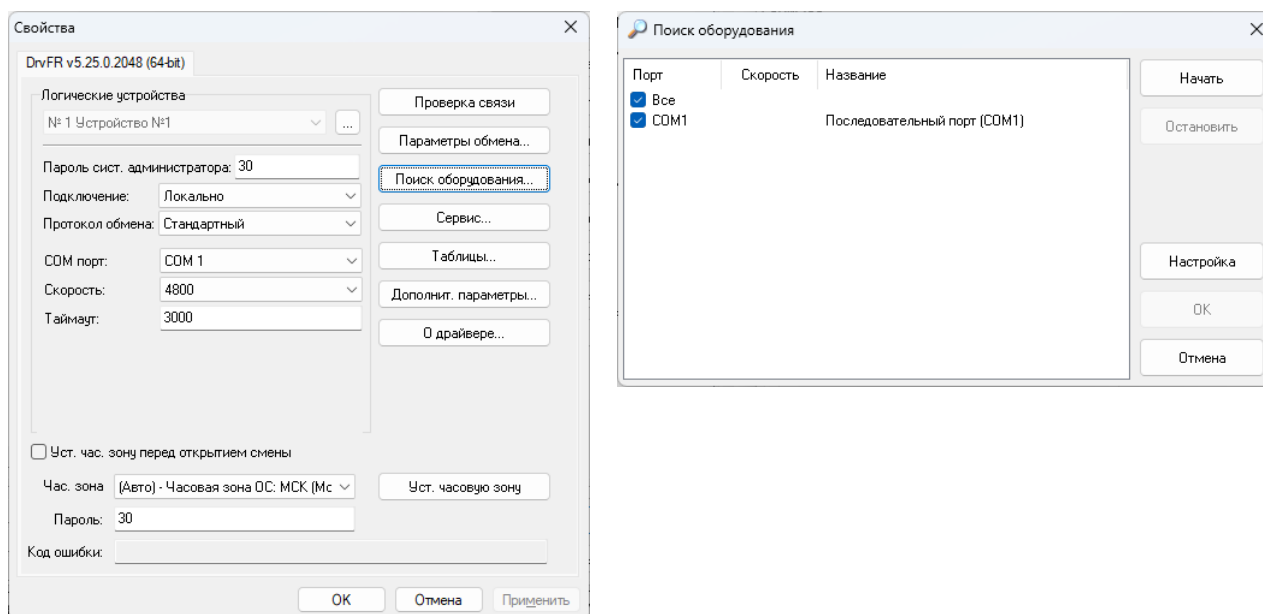 Свойства
DrvFR v5.25.0.2048 (64-bit)
Логические устройства
№ 1 Устройство №1
...
Пароль сист. администратора: 30
Подключение: Локально
Протокол обмена: Стандартный
COM порт: COM 1
Скорость: 4800
Таймаут: 3000
Проверка связи
Параметры обмена...
Поиск оборудования...
Сервис...
Таблицы...
Дополнит. параметры...
О драйвере...
Уст. час. зону перед открытием смены
Час. зона (Авто) - Часовая зона ОС: МСК (Мс
Уст. часовую зону
Пароль: 30
Код ошибки:
OK Отмена Применить
Поиск оборудования
Порт Скорость Название
Все
COM1 Последовательный порт (COM1)
Начать
Остановить
Настройка
OK
Отмена